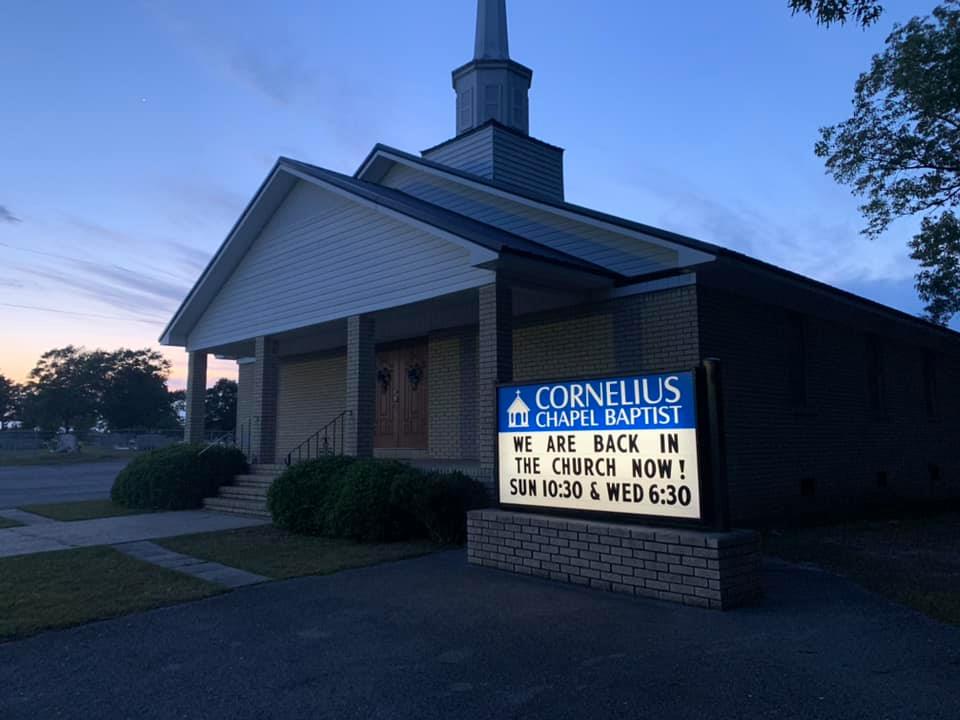 CORNELIUS
CHAPEL BAPTIST
WE ARE BACK IN
THE CHURCH NOW!
SUN 10:30 & WED 6:30